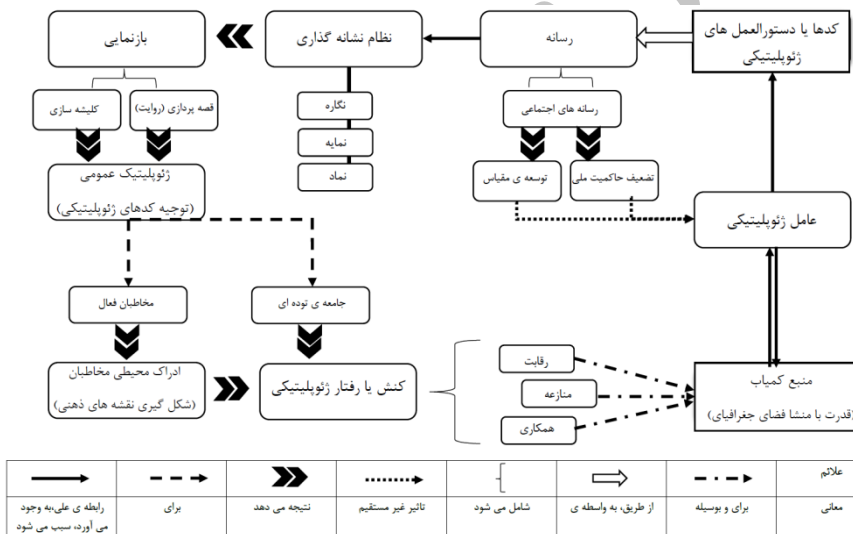 کدها یا دستورالعمل های
ژئوپلیتیکی
رسانه
نظام نشانه گذاری
بازنمایی
رسانه های اجتماعی
نگاره
قصه پردازی (روایت)
کلیشه سازی
نمایه
تضعیف حاکمیت ملی
توسعه ی مقیاس
نماد
ژئوپلیتیک عمومی
(توجیه کدهای ژئوپلیتیکی)
عامل ژئوپلیتیکی
جامعه ی توده ای
مخاطبان فعال
منبع کمیاب
(قدرت با منشا فضای جغرافیای)
رقابت
منازعه
همکاری
کنش یا رفتار ژئوپلیتیکی
ادراک محیطی مخاطبان
(شکل گیری نقشه های ذهنی)
علائم
معانی
برای و بوسیله
از طریق، به واسطه ی
شامل می شود
تاثیر غیر مستقیم
نتیجه می دهد
برای
رابطه ی علی،به وجود
می آورد، سبب می شود